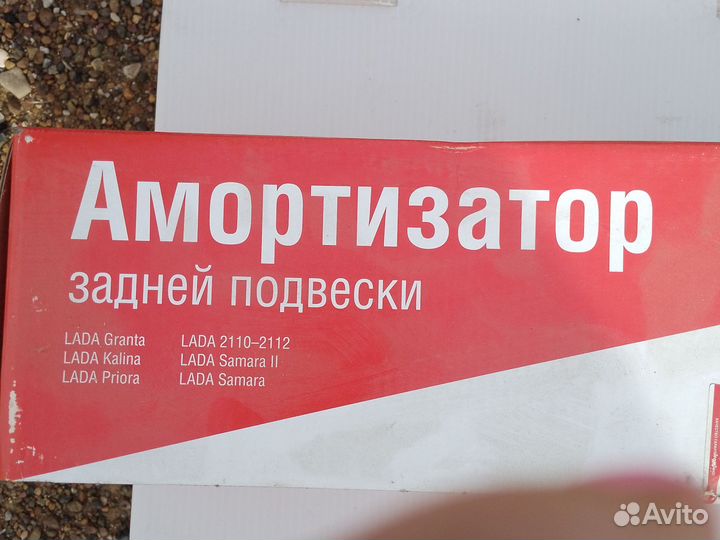 Амортизатор
задней подвески
LADA Granta LADA 2110–2112
LADA Kalina LADA Samara II
LADA Priora LADA Samara
Avito